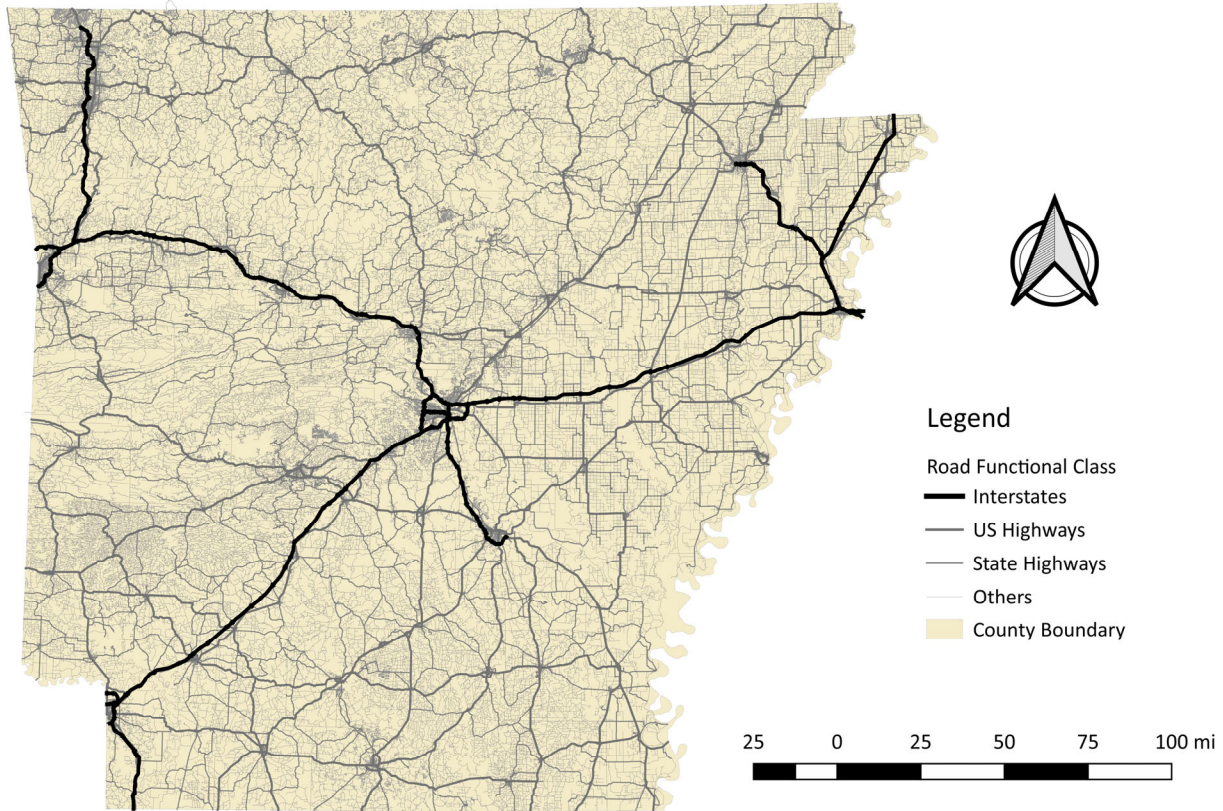 Legend
Road Functional Class
Interstates
US Highways
State Highways
Others
County Boundary
25 0 25 50 75 100 mi